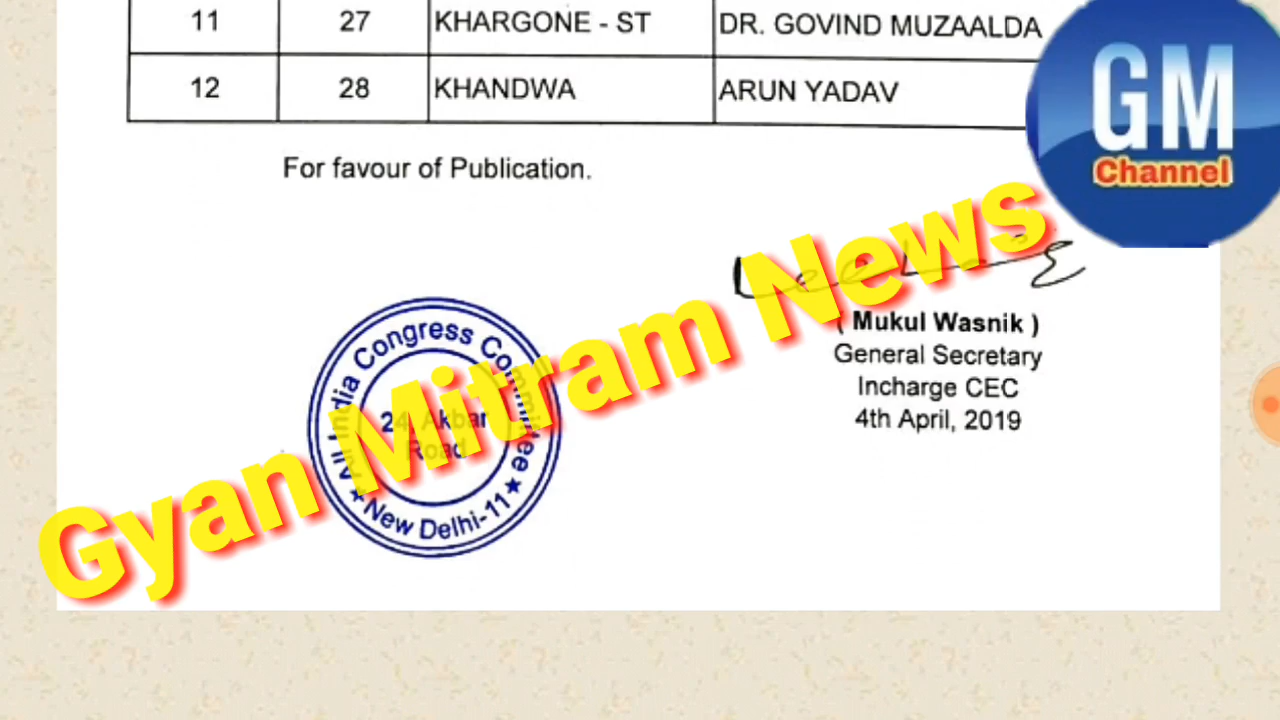 11 27 KHARGONE - ST DR. GOVIND MUZAALDA
12 28 KHANDWA ARUN YADAV
GM
Channel
For favour of Publication.
Gyan Mitram News
( Mukul Wasnik )
General Secretary
Incharge CEC
4th April, 2019
All India Congress Committee
24, Akbar
Road
★ New Delhi-11 ★